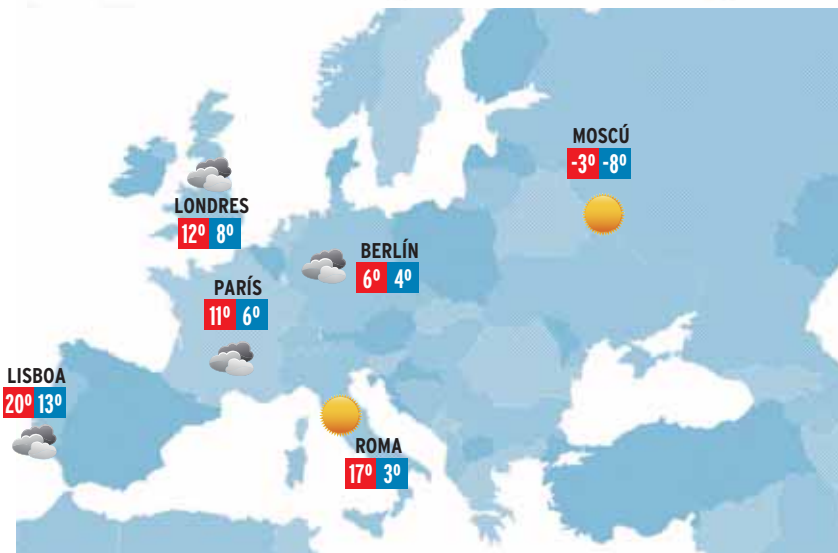 MOSCÚ
-3º -8º
LONDRES
12º 8º
BERLÍN
6º 4º
PARÍS
11º 6º
LISBOA
20º 13º
ROMA
17º 3º